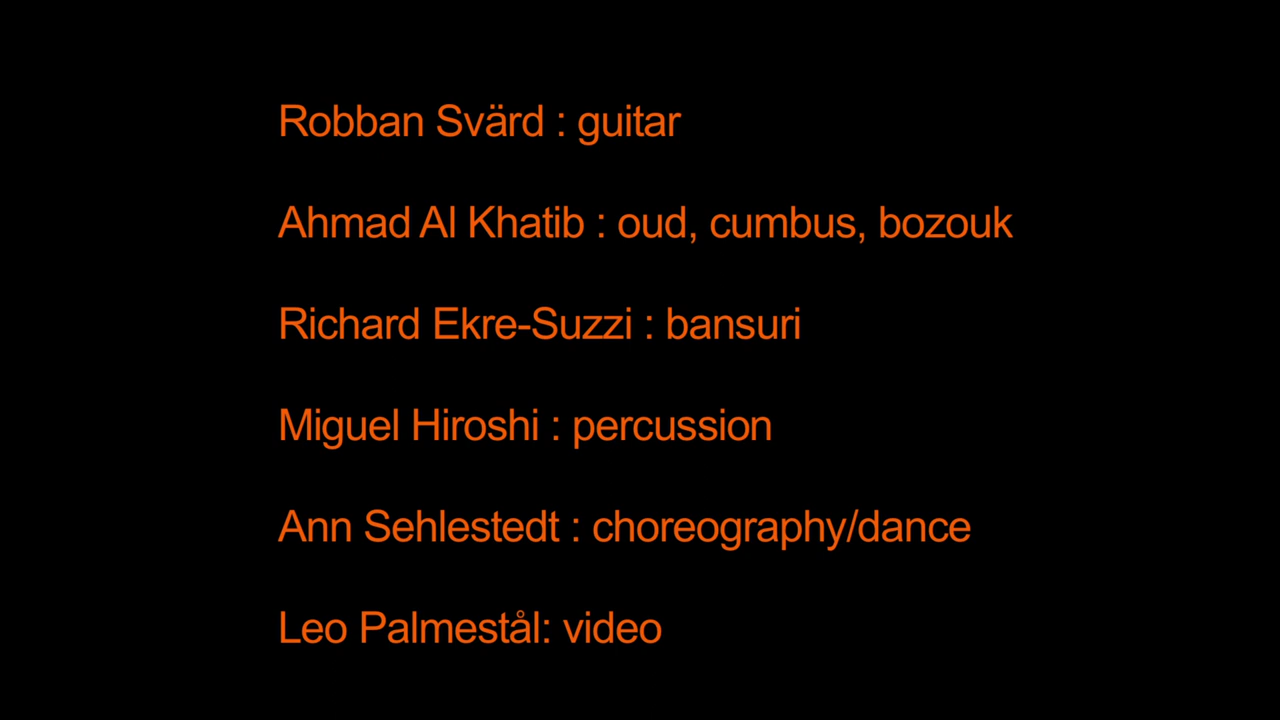 Robban Svärd : guitar
Ahmad Al Khatib : oud, cumbus, bozouk
Richard Ekre-Suzzi : bansuri
Miguel Hiroshi : percussion
Ann Sehlestedt : choreography/dance
Leo Palmestål: video